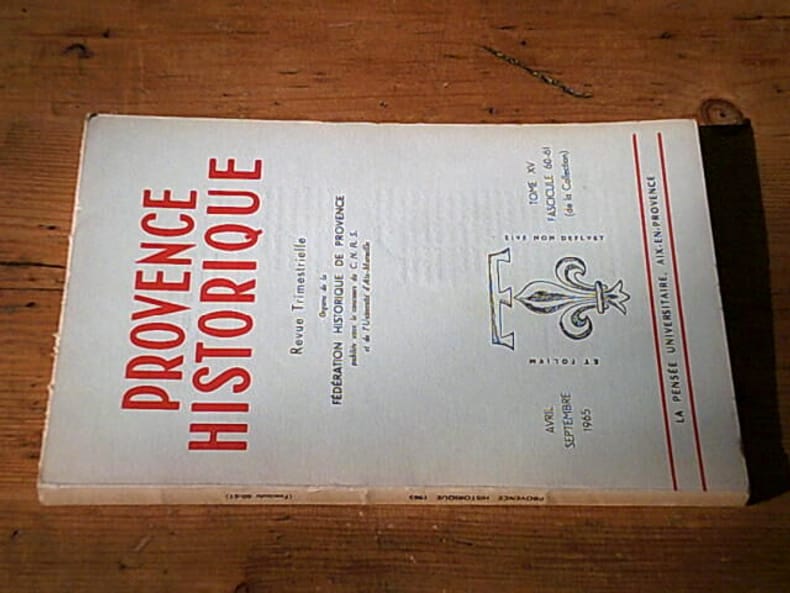 PROVENCE
HISTORIQUE
Revue Trimestrielle
Organe de la
FÉDÉRATION HISTORIQUE DE PROVENCE
publiée avec le concours du C. N. R. S.
et de l'Université d'Aix-Marseille
AVRIL
SEPTEMBRE
1965
ET FOLIVM
NON DEFLVET
TOME XV
FASCICULE 60-61
(de la Collection)
LA PENSÉE UNIVERSITAIRE, AIX-EN-PROVENCE
PROVENCE HISTORIQUE 1965
(Fascicule 60-61)